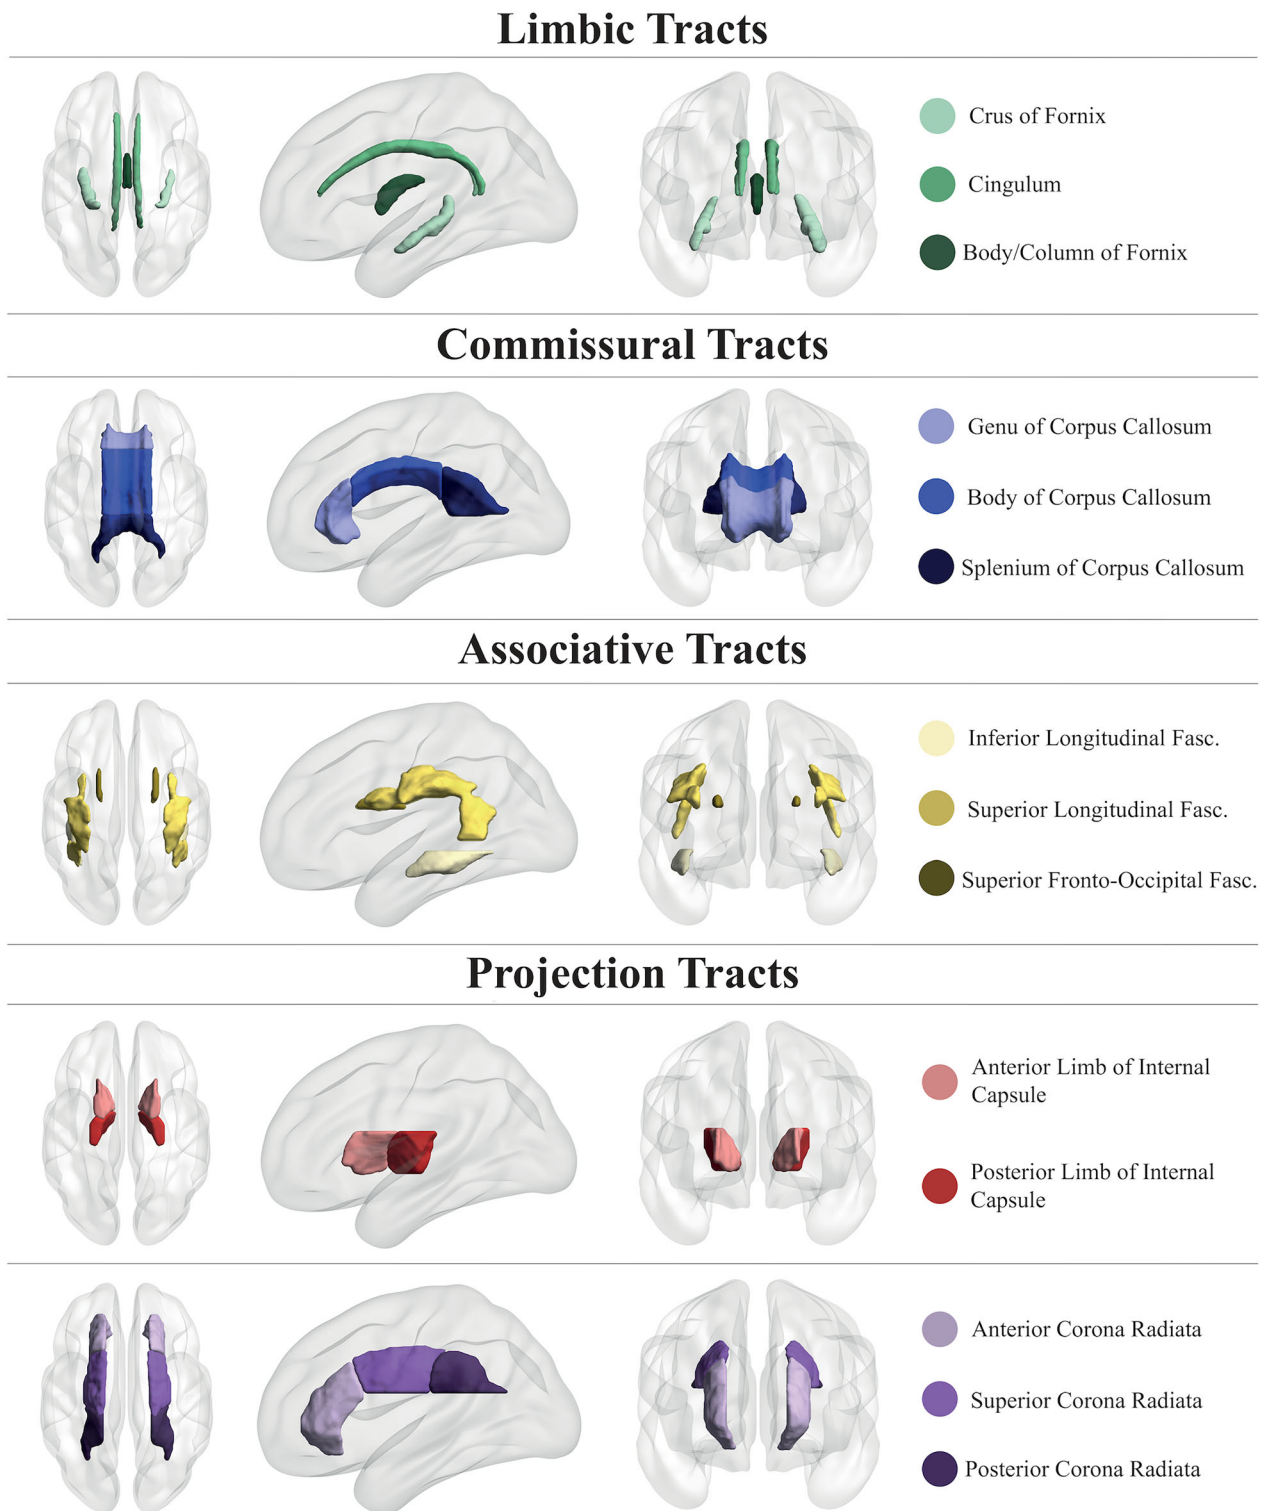 Limbic Tracts
Crus of Fornix
Cingulum
Body/Column of Fornix
Commissural Tracts
Genu of Corpus Callosum
Body of Corpus Callosum
Splenium of Corpus Callosum
Associative Tracts
Inferior Longitudinal Fasc.
Superior Longitudinal Fasc.
Superior Fronto-Occipital Fasc.
Projection Tracts
Anterior Limb of Internal
Capsule
Posterior Limb of Internal
Capsule
Anterior Corona Radiata
Superior Corona Radiata
Posterior Corona Radiata